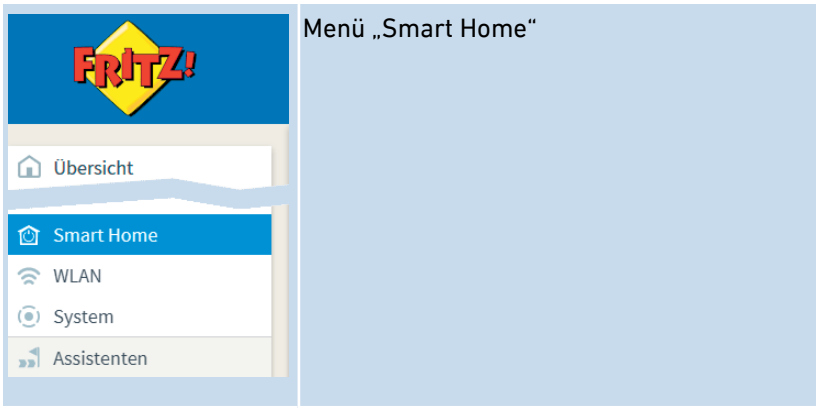 FRITZ!
Menü „Smart Home“
Übersicht
Smart Home
WLAN
System
Assistenten